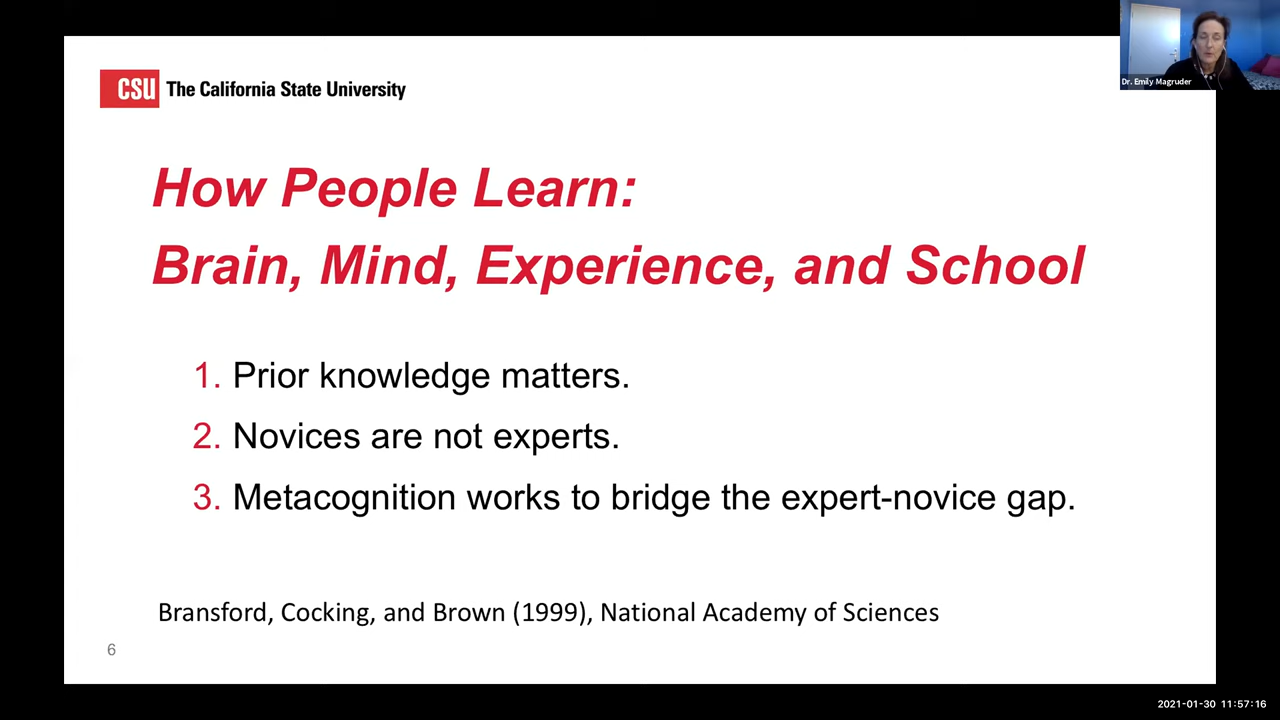 Dr. Emily Magruder
CSU The California State University
How People Learn:
Brain, Mind, Experience, and School
1. Prior knowledge matters.
2. Novices are not experts.
3. Metacognition works to bridge the expert-novice gap.
Bransford, Cocking, and Brown (1999), National Academy of Sciences
6
2021-01-30 11:57:16